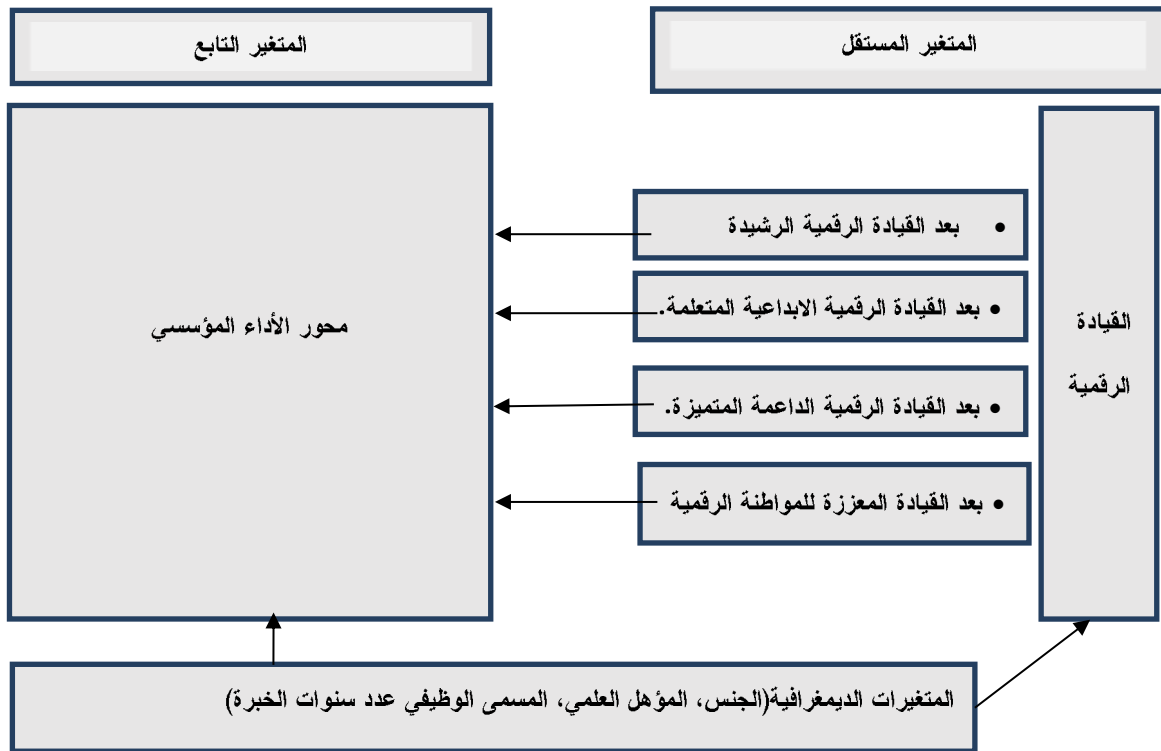 المتغير المستقل
المتغير التابع
القيادة
الرقمية
• بعد القيادة الرقمية الرشيدة
• بعد القيادة الرقمية الابداعية المتعلمة.
• بعد القيادة الرقمية الداعمة المتميزة.
• بعد القيادة المعززة للمواطنة الرقمية
محور الأداء المؤسسي
المتغيرات الديمغرافية(الجنس، المؤهل العلمي، المسمى الوظيفي عدد سنوات الخبرة)